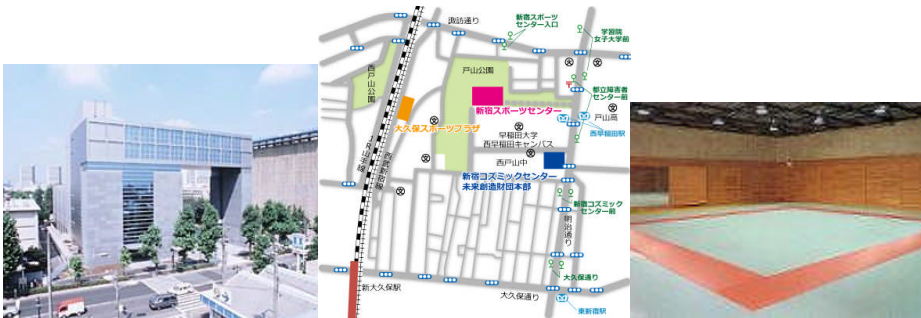 諏訪通り
新宿スポーツ
センター入口
学習院
女子大学前
西戸山公園
戸山公園
都立障害者
センター前
新宿スポーツセンター
大久保スポーツプラザ
戸山高
早稲田大学
西早稲田キャンパス
西早稲田駅
JR山手線
西武新宿線
西戸山中
新宿コズミックセンター
未来創造財団本部
新宿コズミック
センター前
明治通り
大久保通り
新大久保駅
大久保通り
東新宿駅